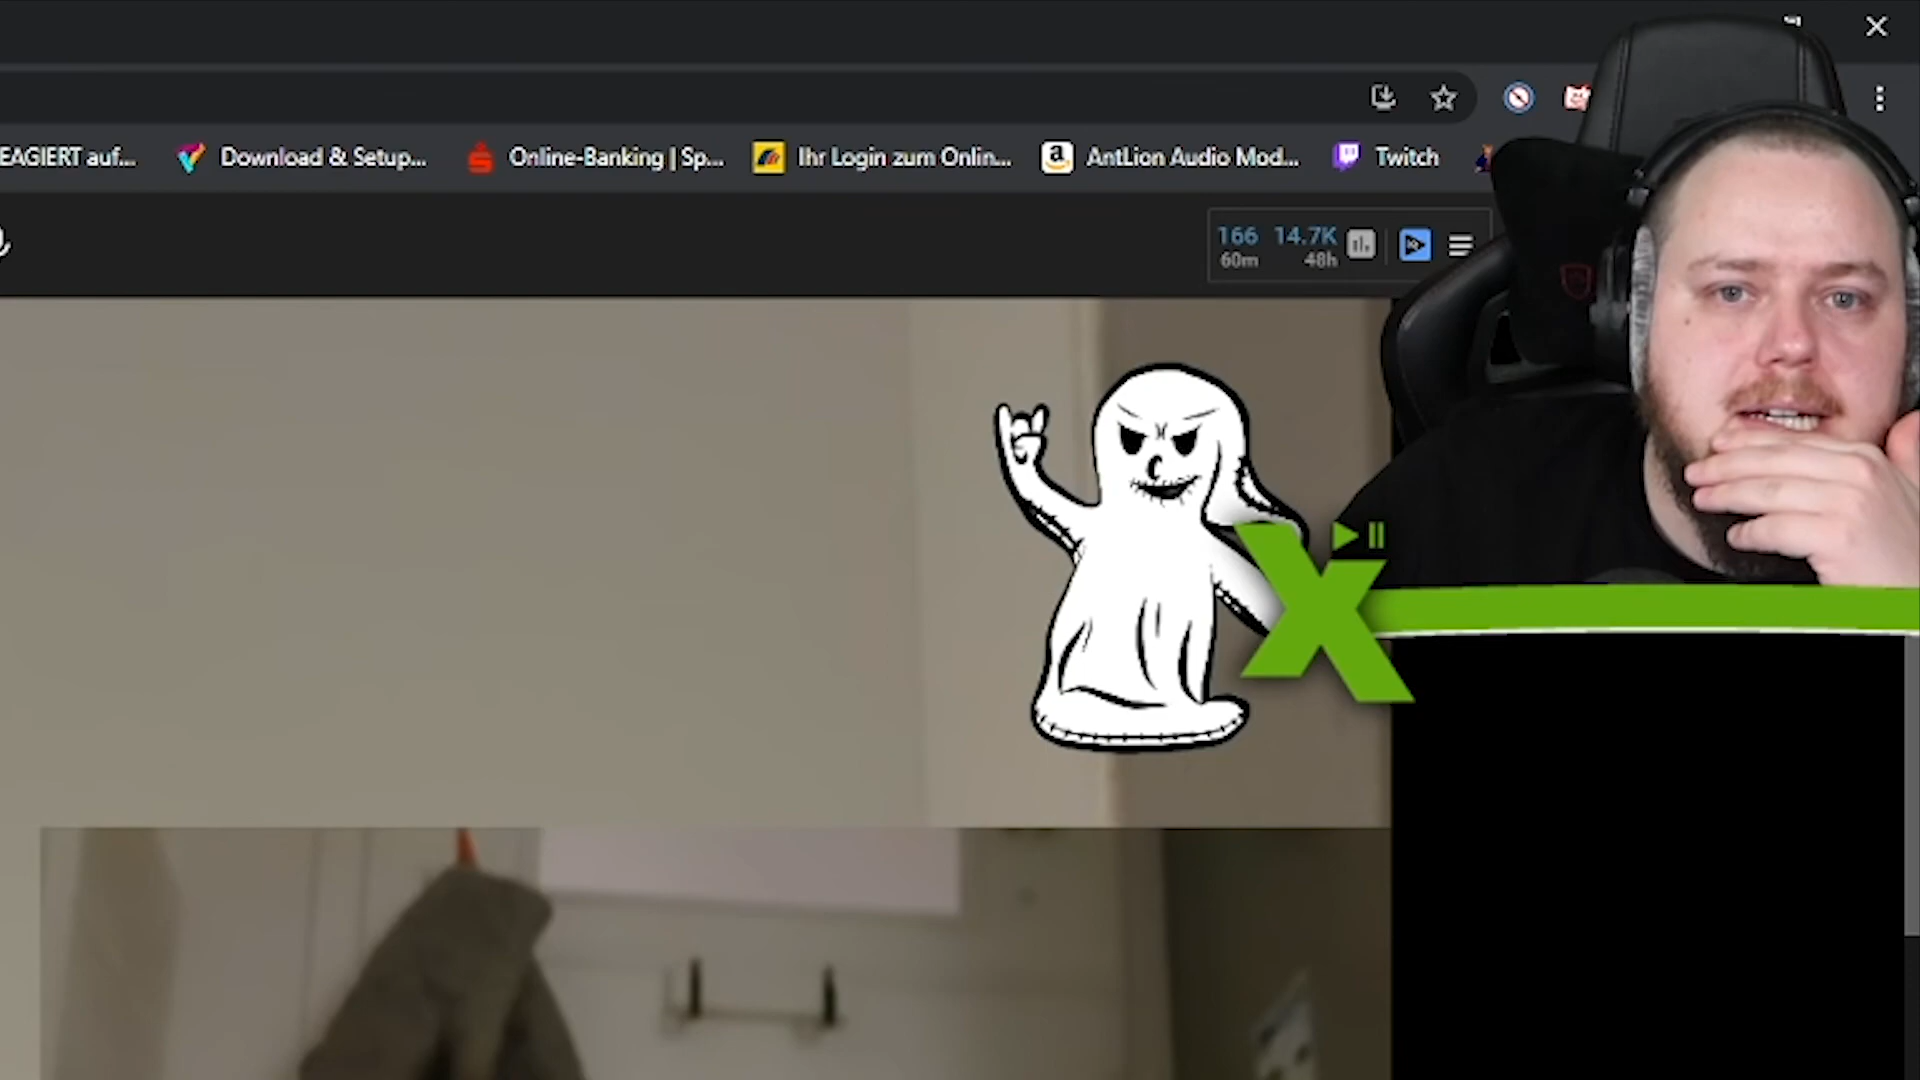 EAGIERT auf...
Download & Setup...
Online-Banking | Sp...
Ihr Login zum Onlin...
AntLion Audio Mod...
Twitch
166 14.7K
60m 48h
X